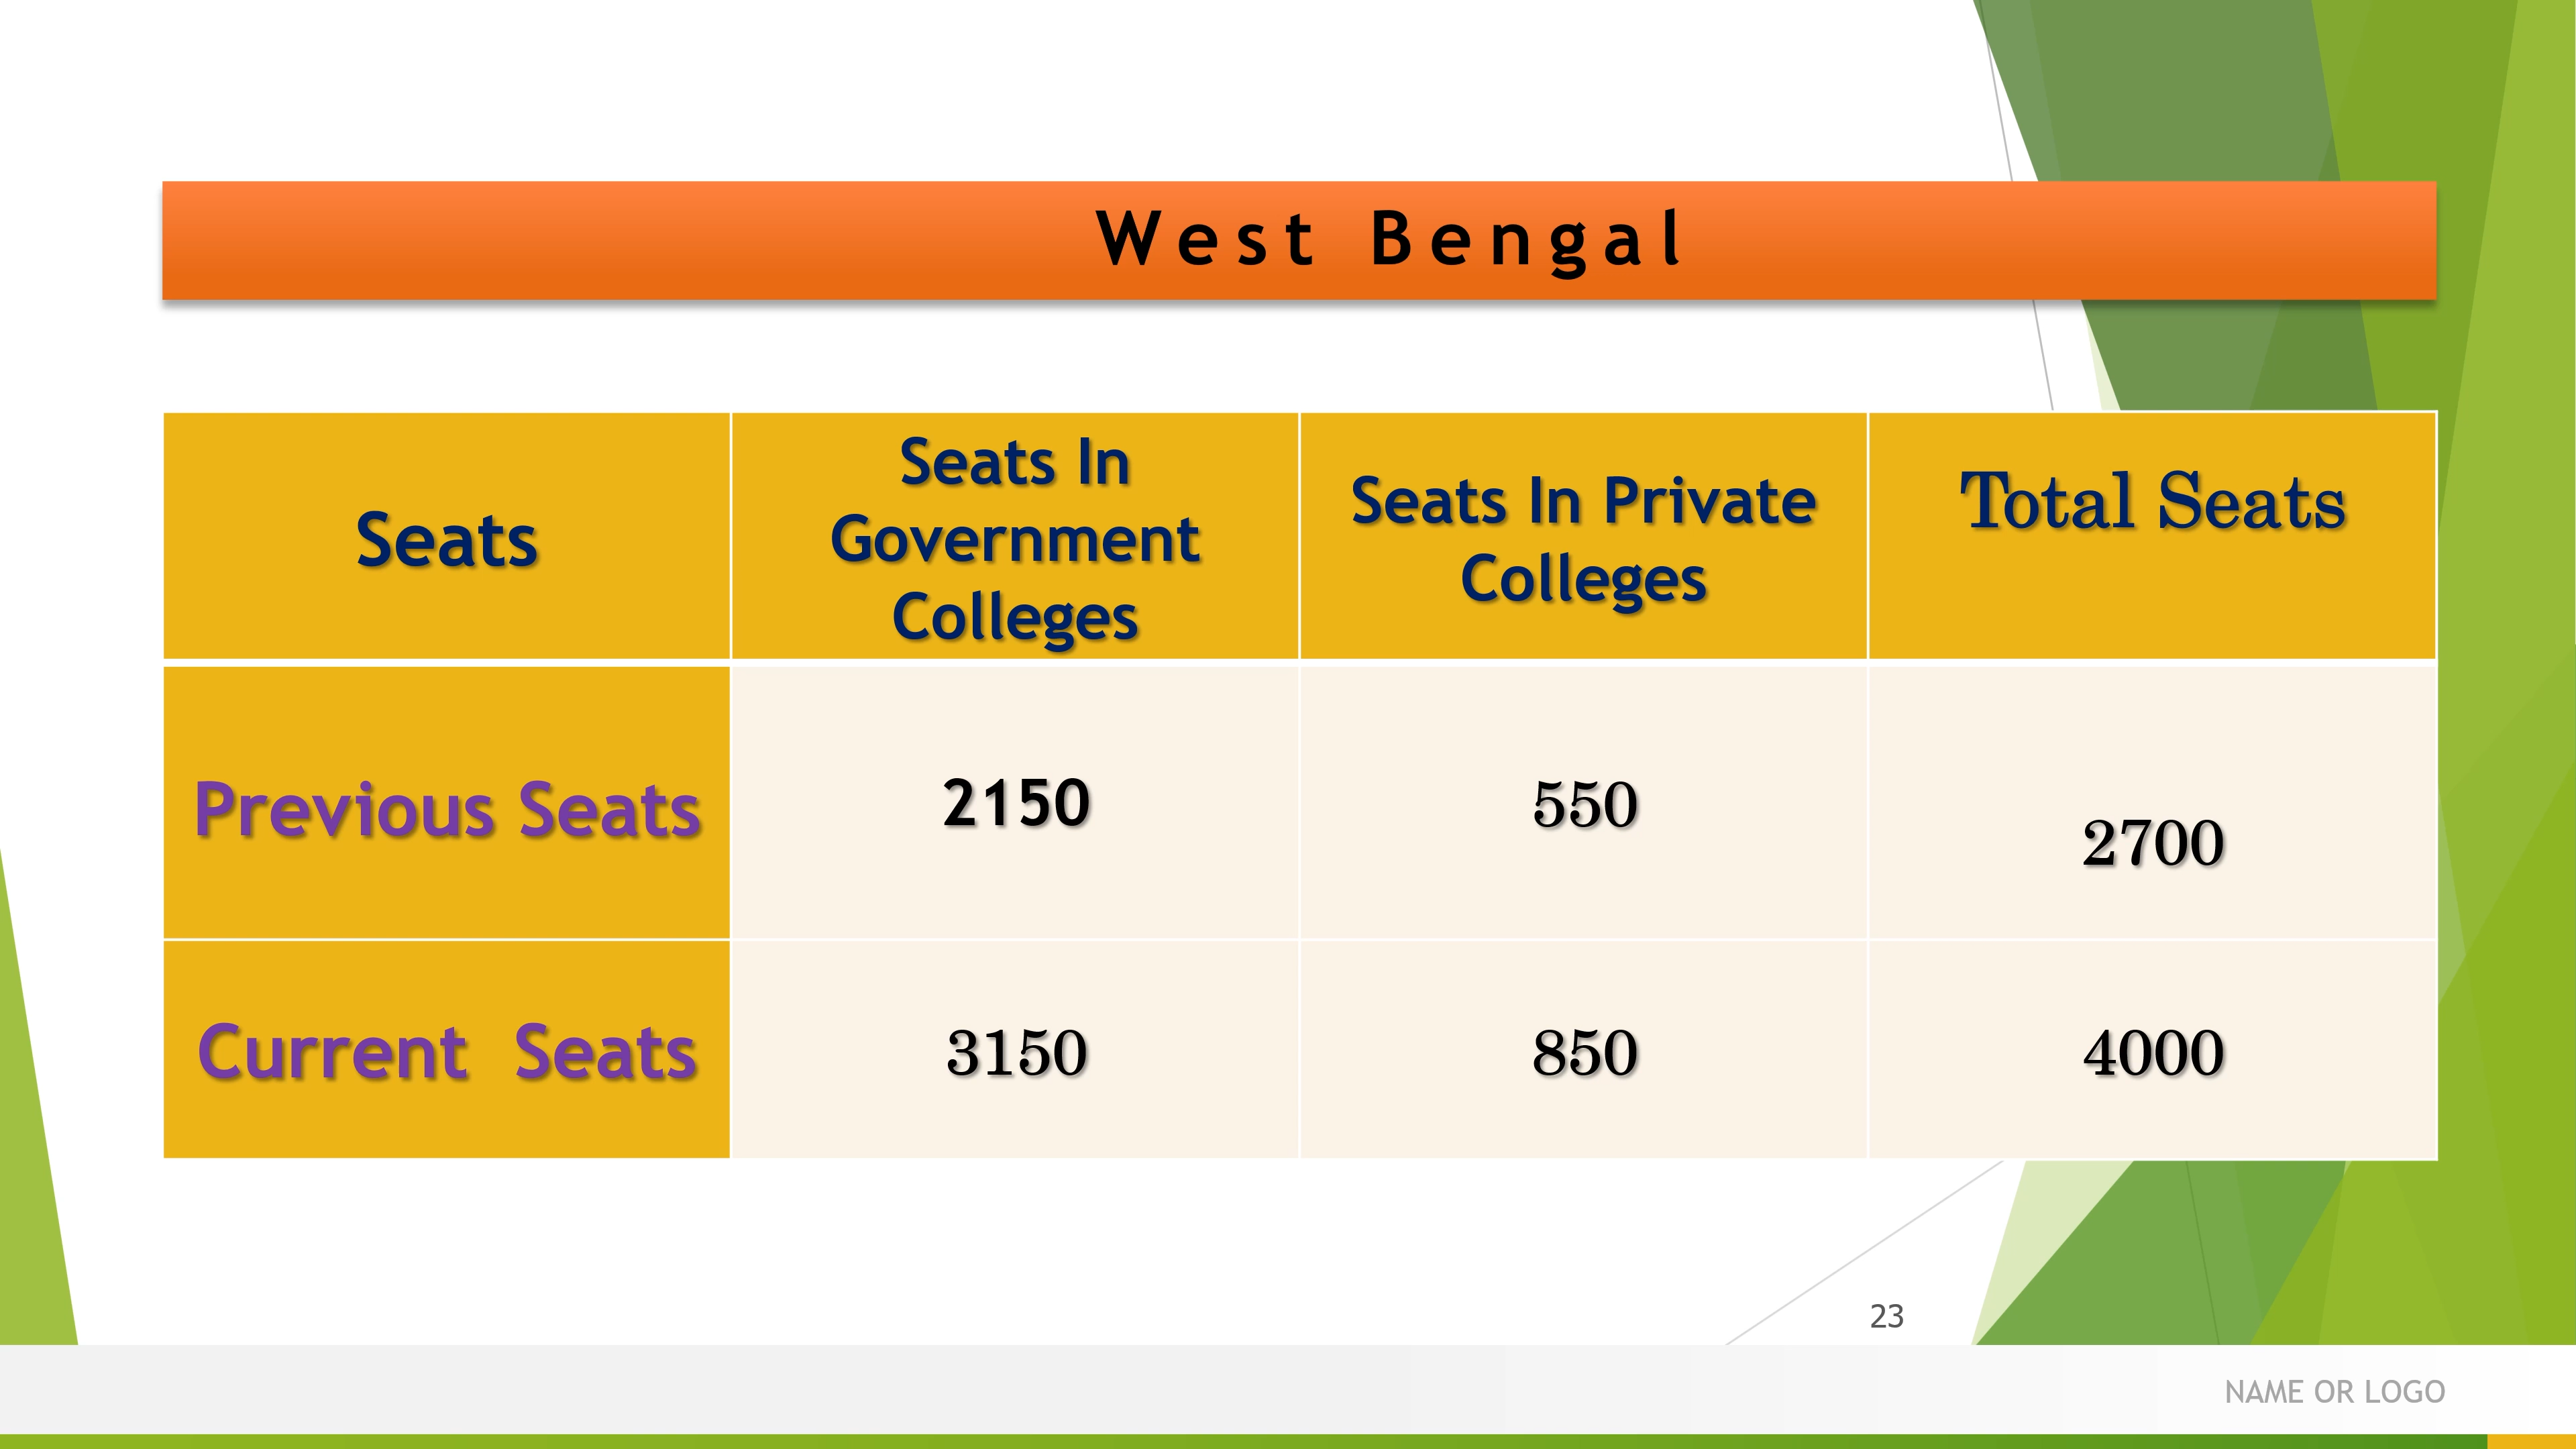 West Bengal
Seats
Seats In
Government
Colleges
Seats In Private
Colleges
Total Seats
Previous Seats
2150
550
2700
Current Seats
3150
850
4000
23
NAME OR LOGO